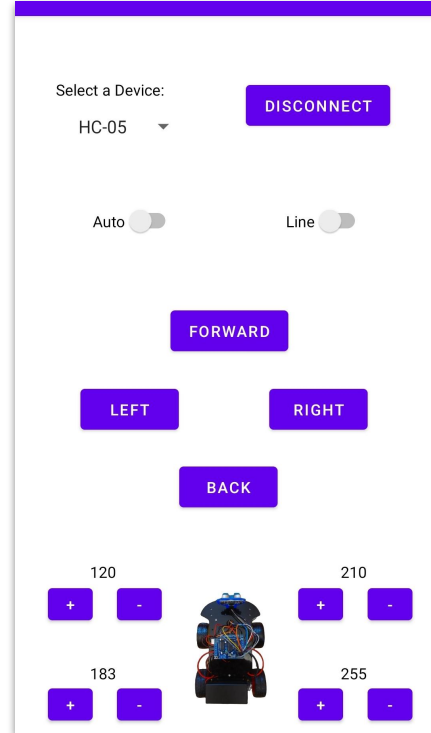 Select a Device:
DISCONNECT
HC-05
Auto
Line
FORWARD
LEFT
RIGHT
BACK
120
210
+
-
+
-
183
255
+
-
+
-